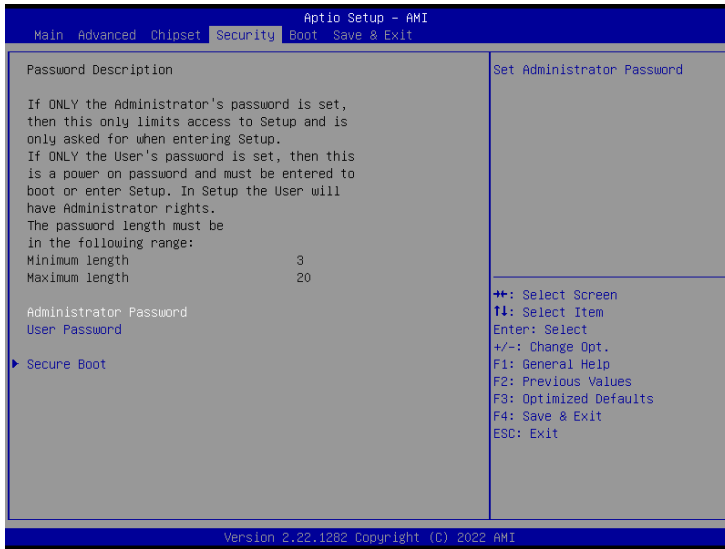 Aptio Setup – AMI
Main Advanced Chipset Security Boot Save & Exit
Password Description
If ONLY the Administrator's password is set,
then this only limits access to Setup and is
only asked for when entering Setup.
If ONLY the User's password is set, then this
is a power on password and must be entered to
boot or enter Setup. In Setup the User will
have Administrator rights.
The password length must be
in the following range:
Minimum length 3
Maximum length 20
Administrator Password
User Password
Secure Boot
Set Administrator Password
→←: Select Screen
↑↓: Select Item
Enter: Select
+/-: Change Opt.
F1: General Help
F2: Previous Values
F3: Optimized Defaults
F4: Save & Exit
ESC: Exit
Version 2.22.1282 Copyright (C) 2022 AMI